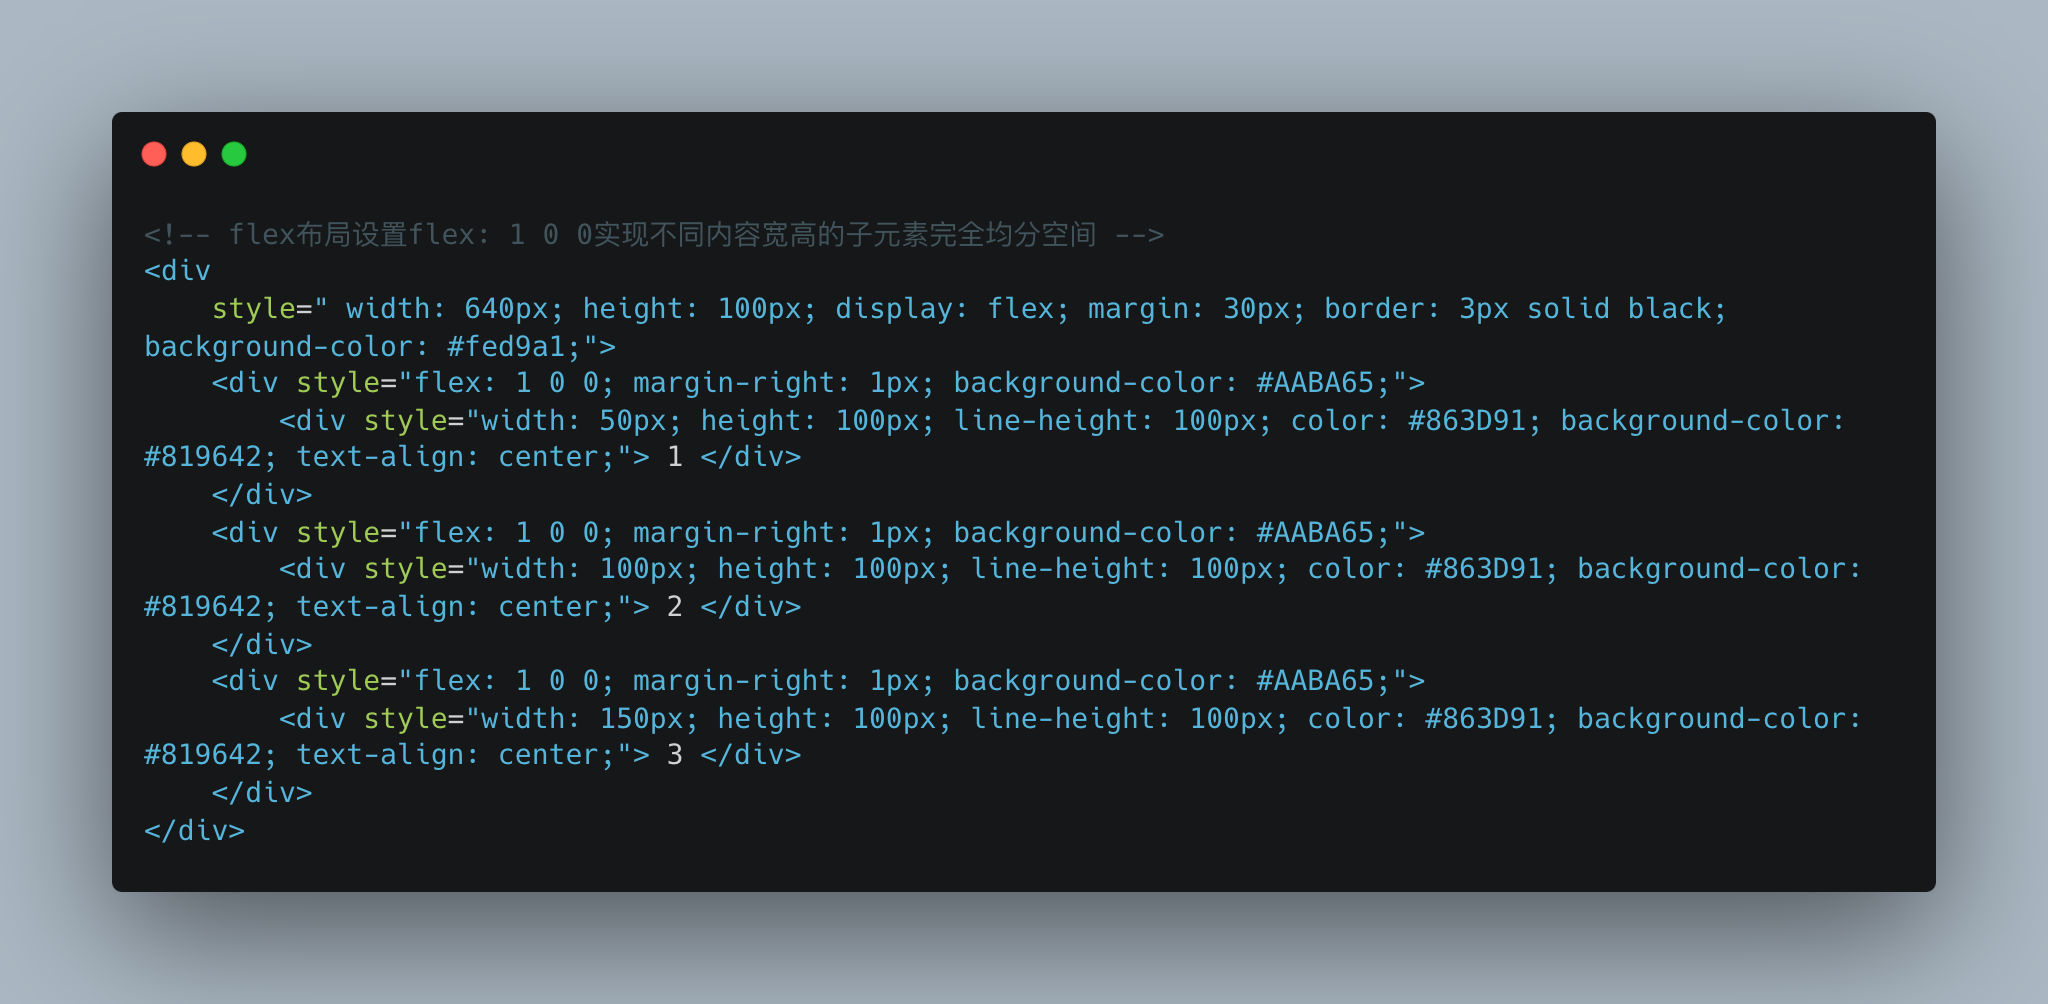 <!-- flex布局设置flex: 1 0 0实现不同内容宽高的子元素完全均分空间 -->
<div
    style=" width: 640px; height: 100px; display: flex; margin: 30px; border: 3px solid black;
background-color: #fed9a1;">
    <div style="flex: 1 0 0; margin-right: 1px; background-color: #AABA65;">
        <div style="width: 50px; height: 100px; line-height: 100px; color: #863D91; background-color:
#819642; text-align: center;"> 1 </div>
    </div>
    <div style="flex: 1 0 0; margin-right: 1px; background-color: #AABA65;">
        <div style="width: 100px; height: 100px; line-height: 100px; color: #863D91; background-color:
#819642; text-align: center;"> 2 </div>
    </div>
    <div style="flex: 1 0 0; margin-right: 1px; background-color: #AABA65;">
        <div style="width: 150px; height: 100px; line-height: 100px; color: #863D91; background-color:
#819642; text-align: center;"> 3 </div>
    </div>
</div>